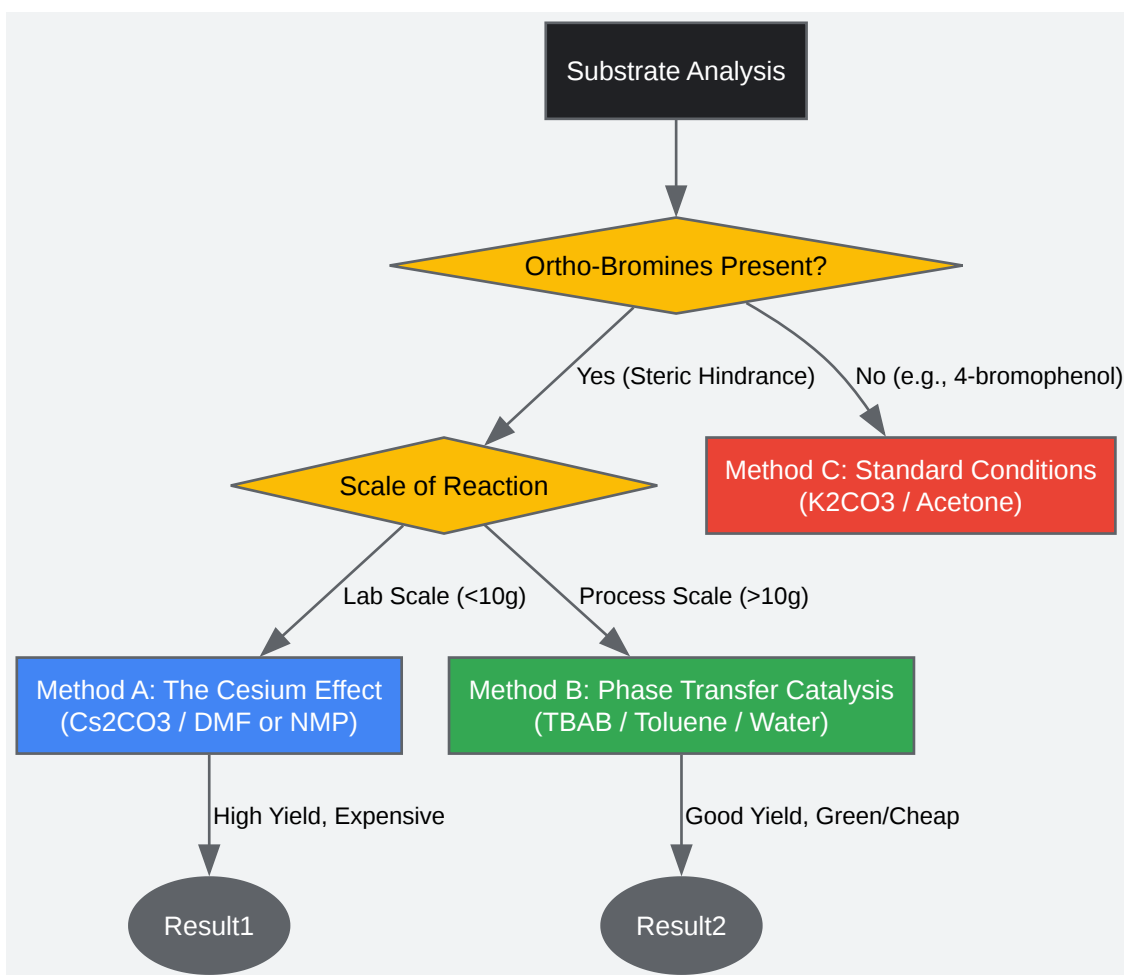 Substrate Analysis
Ortho-Bromines Present?
Yes (Steric Hindrance)
No (e.g., 4-bromophenol)
Scale of Reaction
Method C: Standard Conditions
(K2CO3 / Acetone)
Lab Scale (<10g)
Process Scale (>10g)
Method A: The Cesium Effect
(Cs2CO3 / DMF or NMP)
Method B: Phase Transfer Catalysis
(TBAB / Toluene / Water)
High Yield, Expensive
Good Yield, Green/Cheap
Result1
Result2